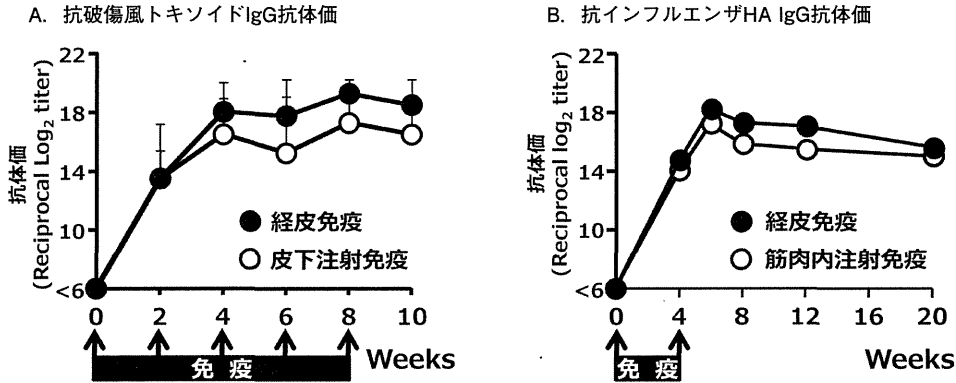 A. 抗破傷風トキソイドIgG抗体価
抗体価
(Reciprocal Log₂ titer)
22
18
14
10
<6
経皮免疫
皮下注射免疫
0 2 4 6 8 10
免 疫
Weeks
B. 抗インフルエンザHA IgG抗体価
抗体価
(Reciprocal log₂ titer)
22
18
14
10
<6
経皮免疫
筋肉内注射免疫
0 4 8 12 16 20
免 疫
Weeks